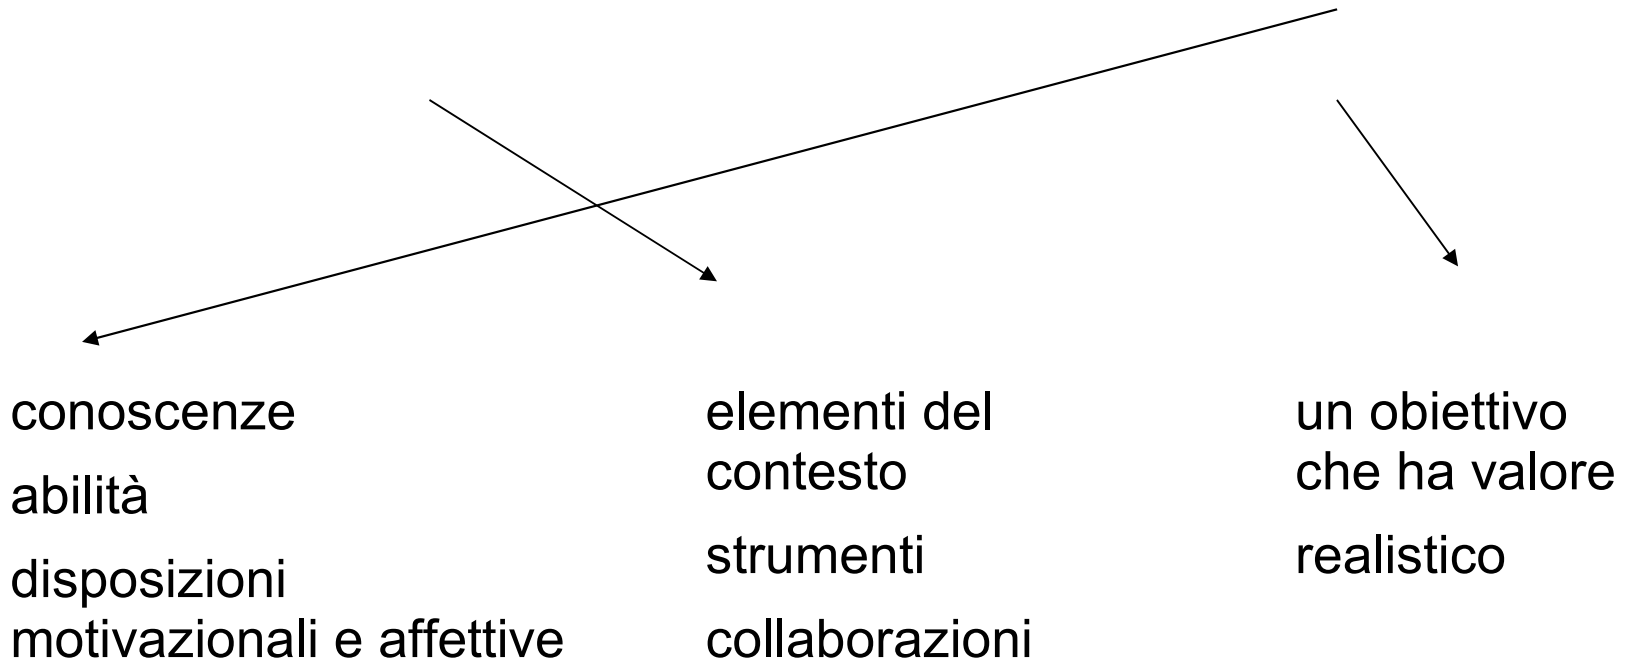 conoscenze
abilità
disposizioni
motivazionali e affettive
elementi del
contesto
strumenti
collaborazioni
un obiettivo
che ha valore
realistico